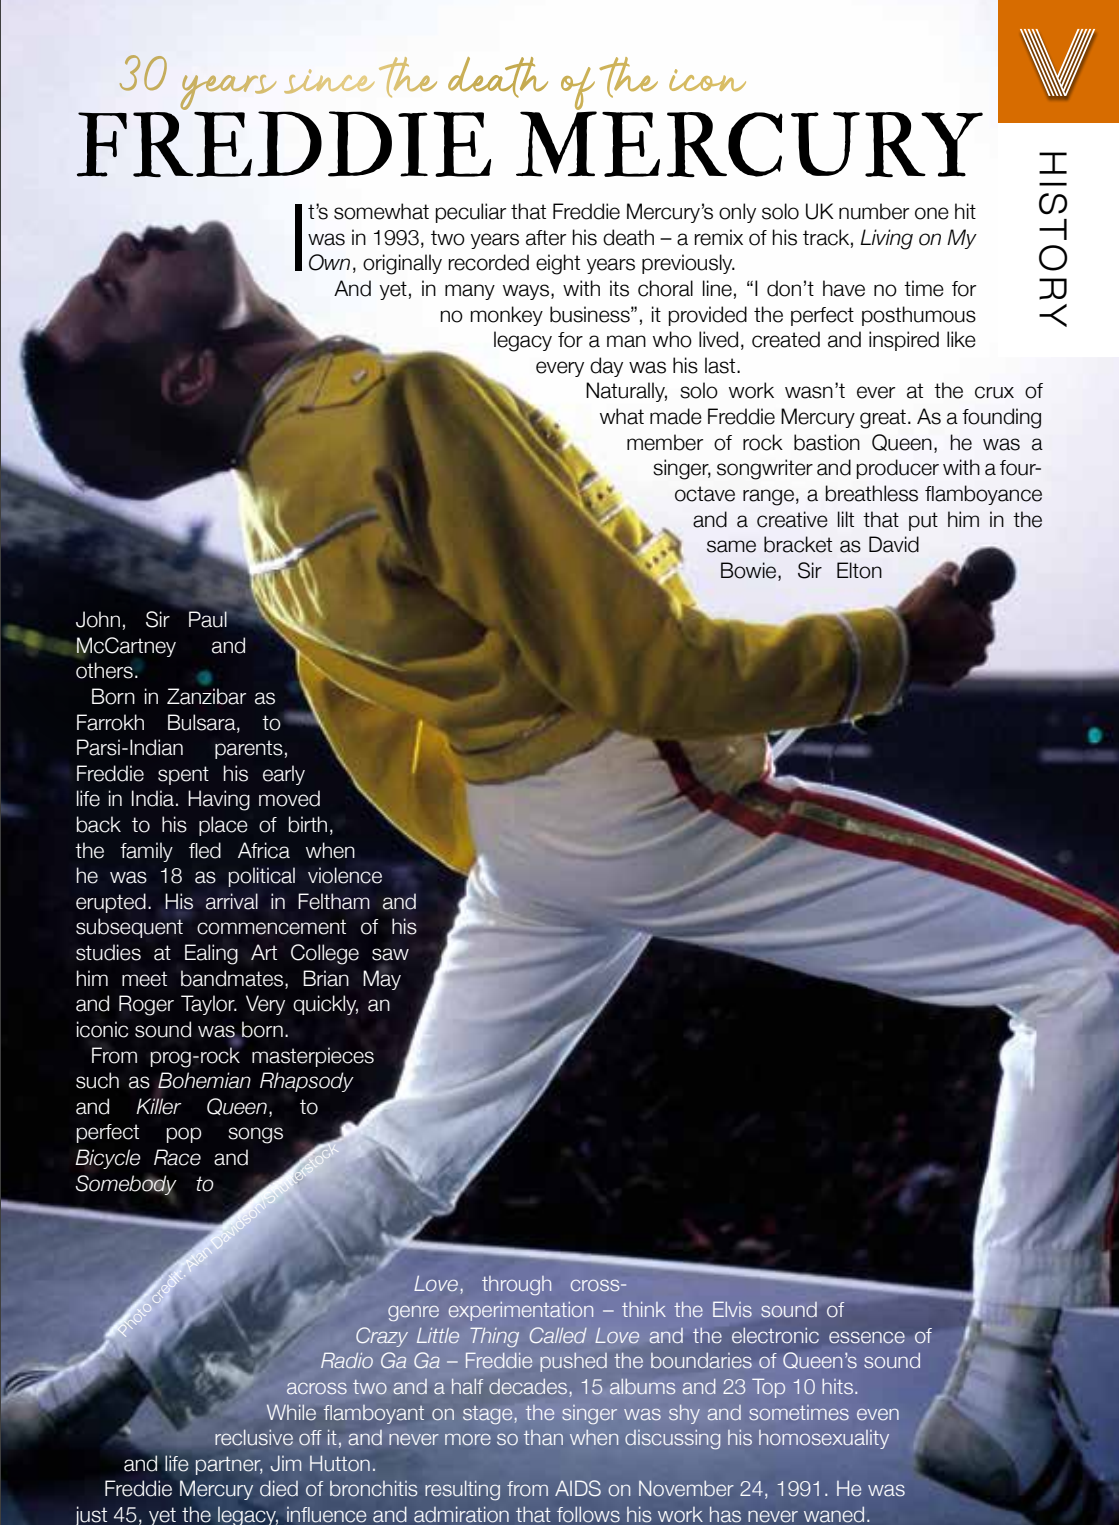 30 years since the death of the icon
FREDDIE MERCURY
V
HISTORY
It’s somewhat peculiar that Freddie Mercury’s only solo UK number one hit
was in 1993, two years after his death – a remix of his track, Living on My
Own, originally recorded eight years previously.
And yet, in many ways, with its choral line, “I don’t have no time for
no monkey business”, it provided the perfect posthumous
legacy for a man who lived, created and inspired like
every day was his last.
Naturally, solo work wasn’t ever at the crux of
what made Freddie Mercury great. As a founding
member of rock bastion Queen, he was a
singer, songwriter and producer with a four-
octave range, a breathless flamboyance
and a creative lilt that put him in the
same bracket as David
Bowie, Sir Elton
John, Sir Paul
McCartney and
others.
Born in Zanzibar as
Farrokh Bulsara, to
Parsi-Indian parents,
Freddie spent his early
life in India. Having moved
back to his place of birth,
the family fled Africa when
he was 18 as political violence
erupted. His arrival in Feltham and
subsequent commencement of his
studies at Ealing Art College saw
him meet bandmates, Brian May
and Roger Taylor. Very quickly, an
iconic sound was born.
From prog-rock masterpieces
such as Bohemian Rhapsody
and Killer Queen, to
perfect pop songs
Bicycle Race and
Somebody to
Love, through cross-
genre experimentation – think the Elvis sound of
Crazy Little Thing Called Love and the electronic essence of
Radio Ga Ga – Freddie pushed the boundaries of Queen’s sound
across two and a half decades, 15 albums and 23 Top 10 hits.
While flamboyant on stage, the singer was shy and sometimes even
reclusive off it, and never more so than when discussing his homosexuality
and life partner, Jim Hutton.
Freddie Mercury died of bronchitis resulting from AIDS on November 24, 1991. He was
just 45, yet the legacy, influence and admiration that follows his work has never waned.
Photo credit: Alan Davidson/Shutterstock